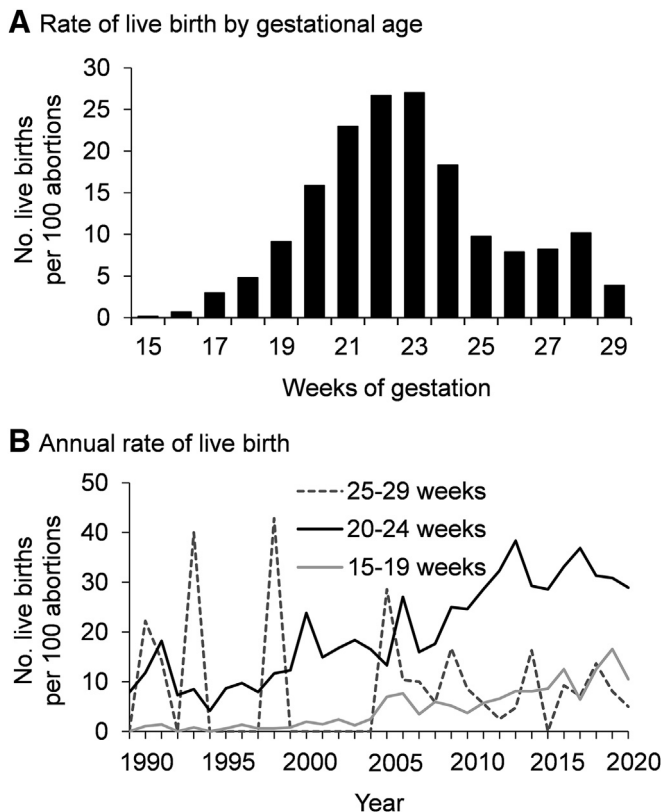 A Rate of live birth by gestational age
No. live births
per 100 abortions
30
25
20
15
10
5
0
15 17 19 21 23 25 27 29
Weeks of gestation
B Annual rate of live birth
No. live births
per 100 abortions
50
40
30
20
10
0
25-29 weeks
20-24 weeks
15-19 weeks
1990 1995 2000 2005 2010 2015 2020
Year